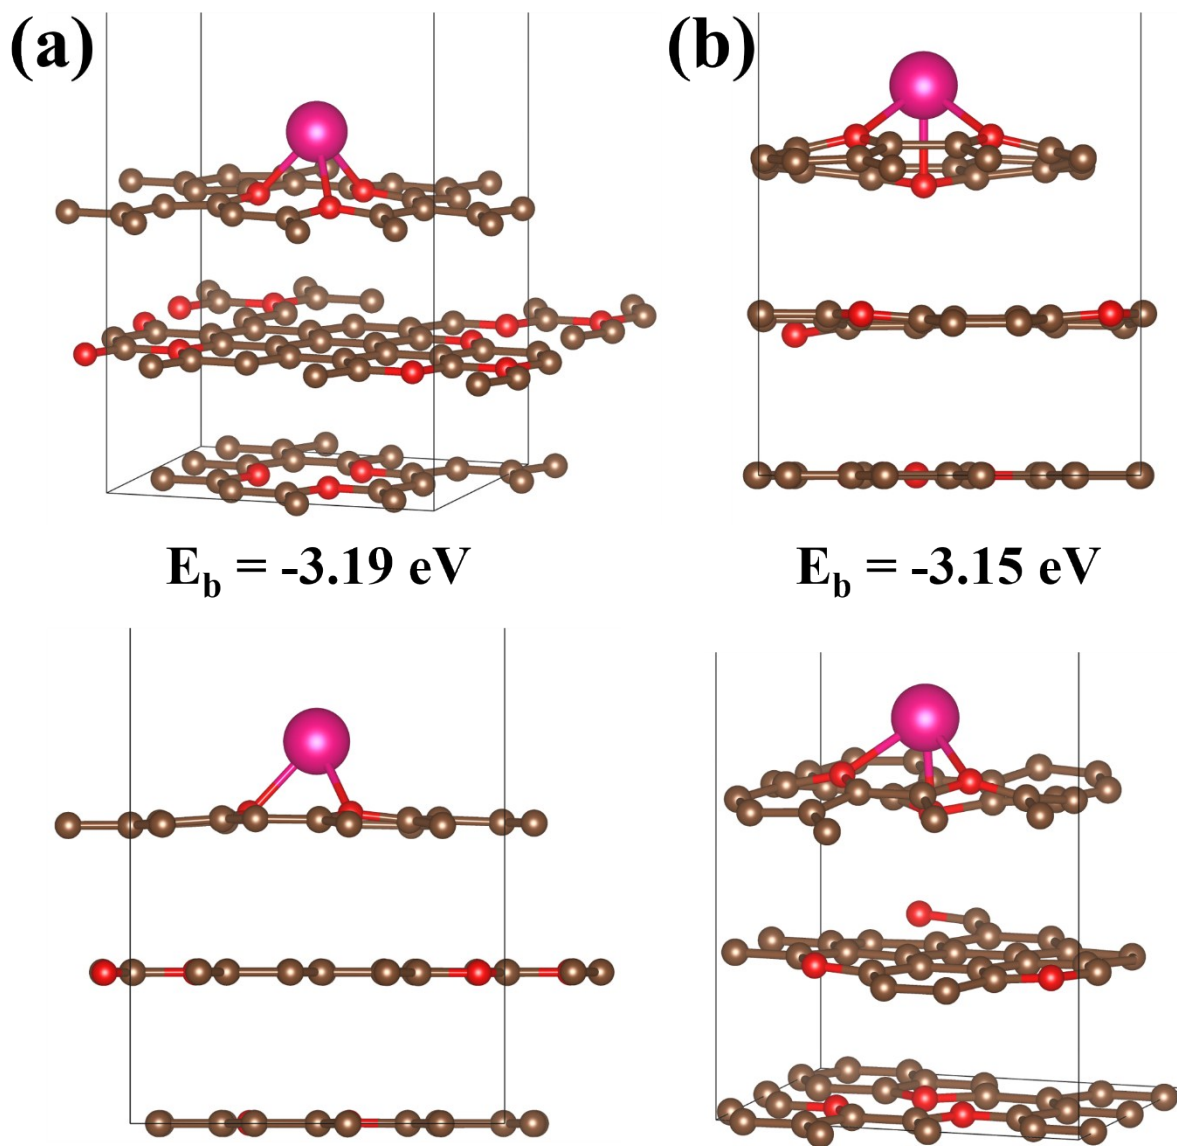 (a)
(b)
E_b = -3.19 eV
E_b = -3.15 eV